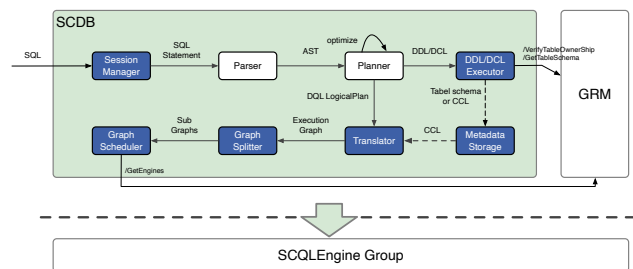 SCDB
optimize
SQL
Session
Manager
SQL
Statement
Parser
AST
Planner
DDL/DCL
DDL/DCL
Executor
/VerifyTableOwnerShip
/GetTableSchema
GRM
DQL LogicalPlan
Tabel schema
or CCL
Graph
Scheduler
Sub
Graphs
Graph
Splitter
Execution
Graph
Translator
CCL
Metadata
Storage
/GetEngines
SCQLEngine Group